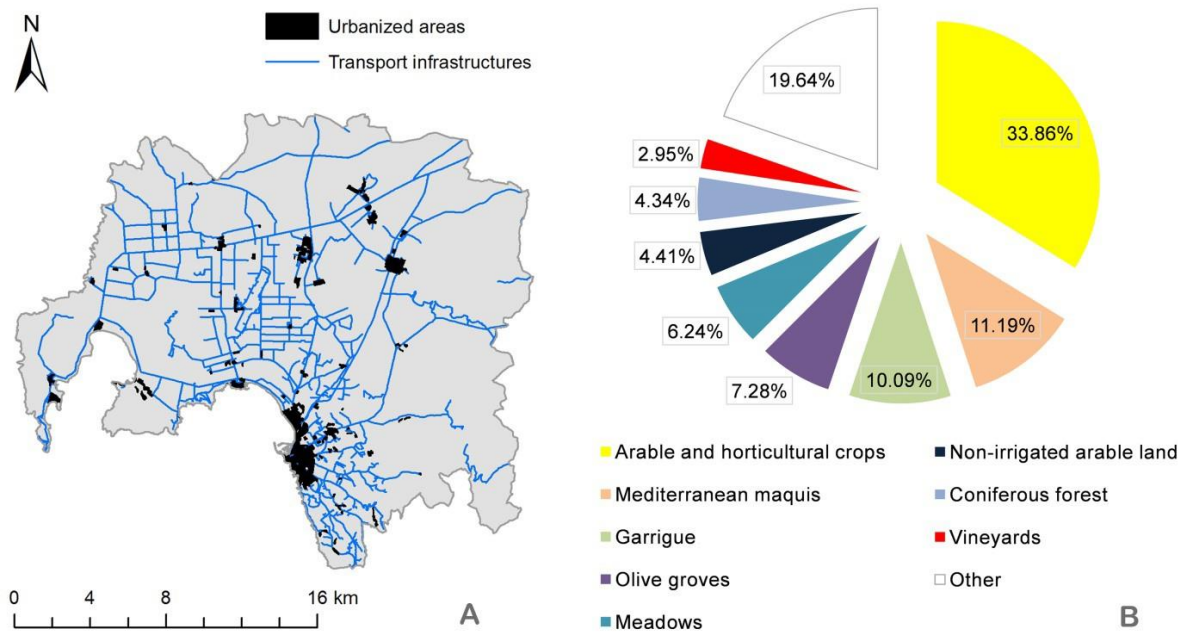 N
Urbanized areas
Transport infrastructures
0 4 8 16 km
A
19.64%
33.86%
2.95%
4.34%
4.41%
6.24%
7.28%
10.09%
11.19%
Arable and horticultural crops
Mediterranean maquis
Garrigue
Olive groves
Meadows
Non-irrigated arable land
Coniferous forest
Vineyards
Other
B